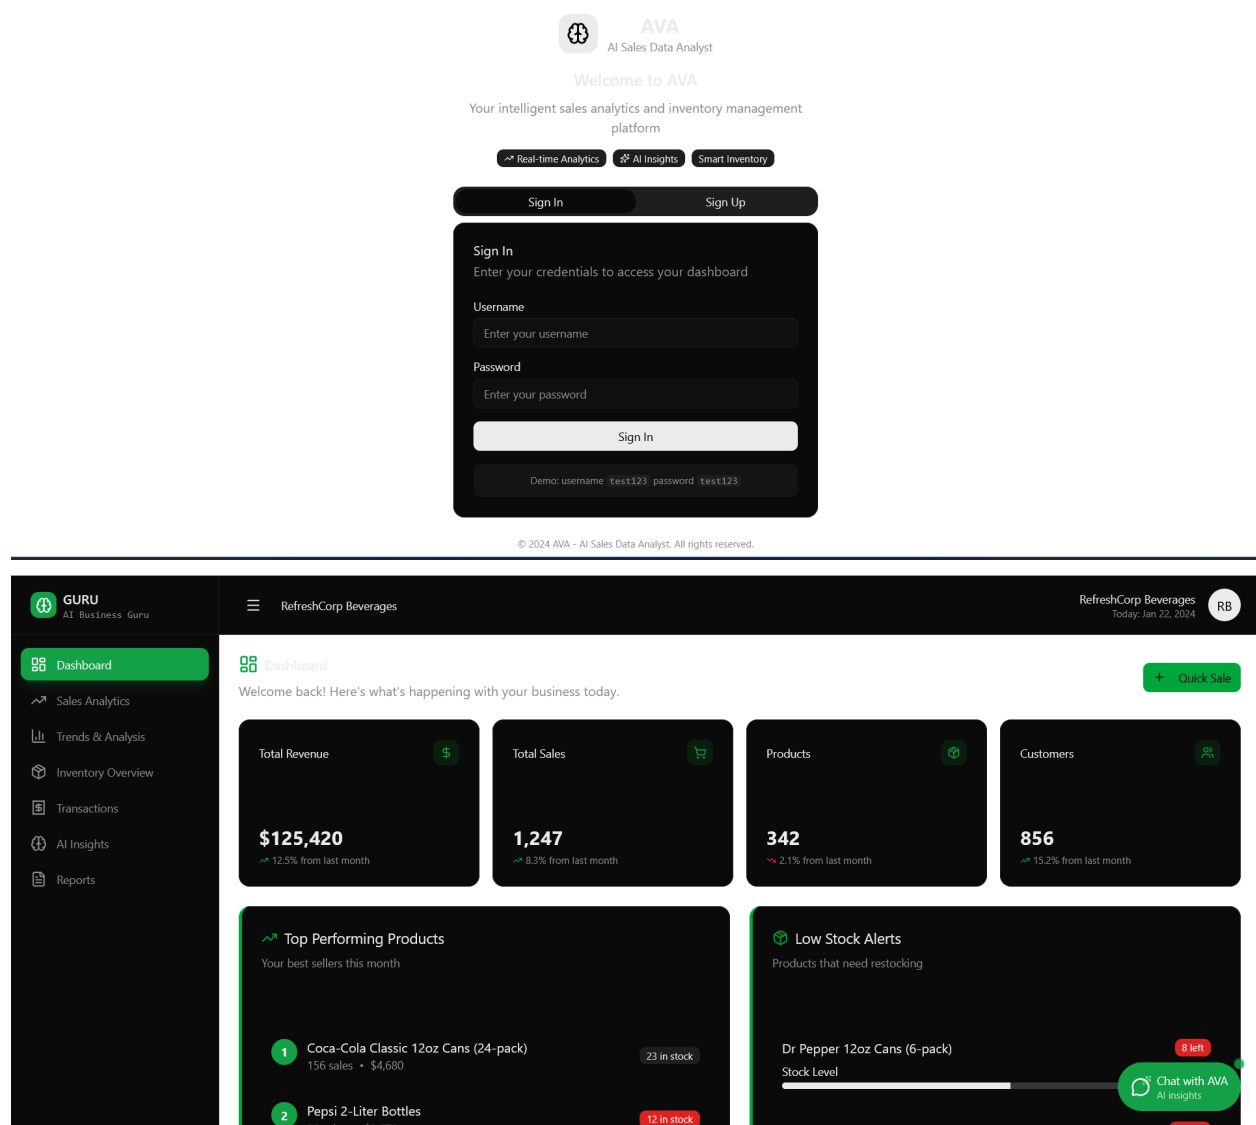 AVA
AI Sales Data Analyst
Welcome to AVA
Your intelligent sales analytics and inventory management
platform
Real-time Analytics
AI Insights
Smart Inventory
Sign In
Sign Up
Sign In
Enter your credentials to access your dashboard
Username
Enter your username
Password
Enter your password
Sign In
Demo: username test123 password test123
© 2024 AVA - AI Sales Data Analyst. All rights reserved.
GURU
AI Business Guru
RefreshCorp Beverages
RefreshCorp Beverages
Today: Jan 22, 2024
RB
Dashboard
Sales Analytics
Trends & Analysis
Inventory Overview
Transactions
AI Insights
Reports
Dashboard
Welcome back! Here's what's happening with your business today.
+ Quick Sale
Total Revenue
$125,420
12.5% from last month
Total Sales
1,247
8.3% from last month
Products
342
2.1% from last month
Customers
856
15.2% from last month
Top Performing Products
Your best sellers this month
1
Coca-Cola Classic 12oz Cans (24-pack)
156 sales • $4,680
23 in stock
2
Pepsi 2-Liter Bottles
12 in stock
Low Stock Alerts
Products that need restocking
Dr Pepper 12oz Cans (6-pack)
8 left
Stock Level
Chat with AVA
AI insights